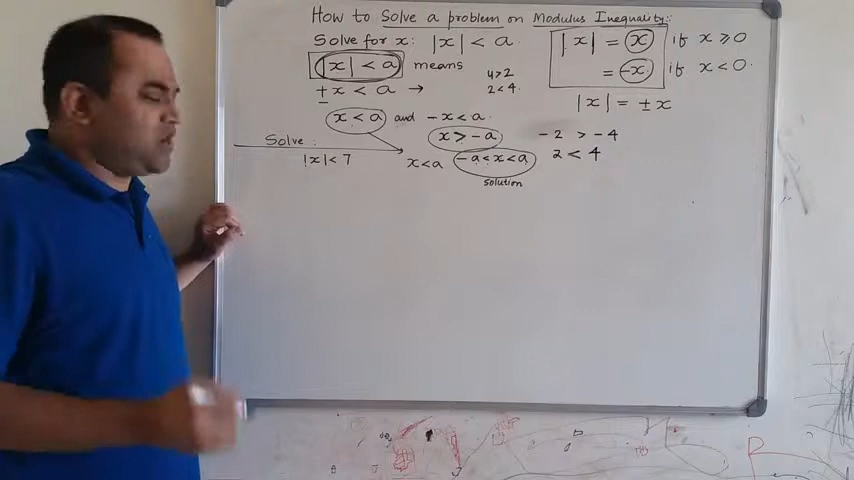 How to Solve a problem on Modulus Inequality:
Solve for x: |x| < a.
|x| < a means
± x < a →
4>2
2<4.
x < a and -x < a.
x > -a
x < a -a < x < a
solution
|x| = x if x ≥ 0
= -x if x < 0.
|x| = ± x
-2 > -4
2 < 4
Solve:
|x| < 7